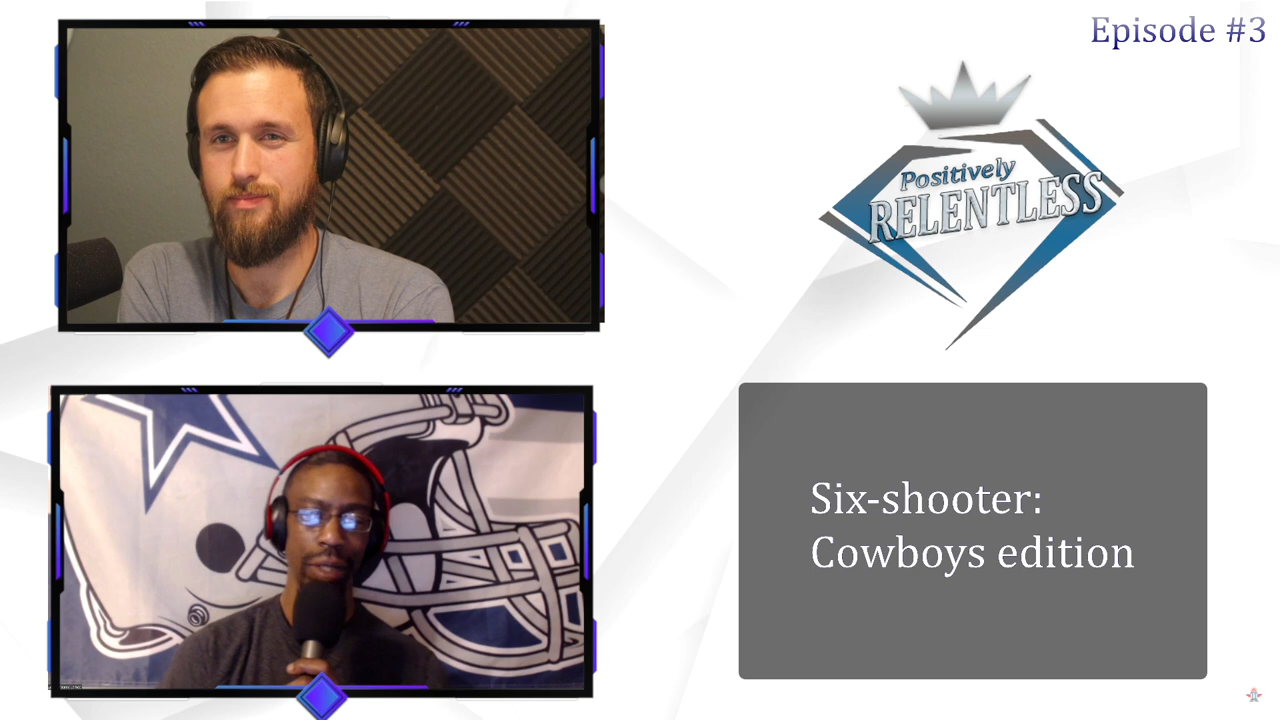 Episode #3
Positively
RELENTLESS
Six-shooter:
Cowboys edition